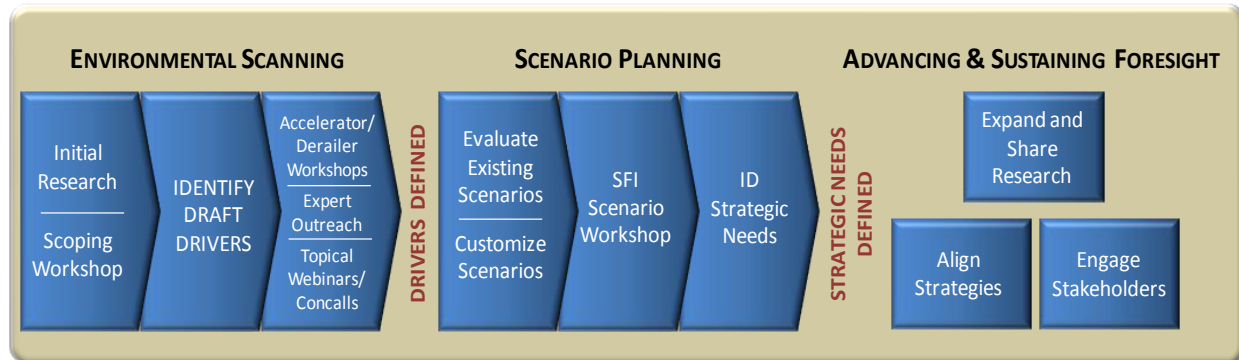 ENVIRONMENTAL SCANNING
Initial
Research
Scoping
Workshop
IDENTIFY
DRAFT
DRIVERS
Accelerator/
Derailer
Workshops
Expert
Outreach
Topical
Webinars/
Concalls
DRIVERS DEFINED
SCENARIO PLANNING
Evaluate
Existing
Scenarios
Customize
Scenarios
SFI
Scenario
Workshop
ID
Strategic
Needs
STRATEGIC NEEDS
DEFINED
ADVANCING & SUSTAINING FORESIGHT
Expand and
Share
Research
Align
Strategies
Engage
Stakeholders